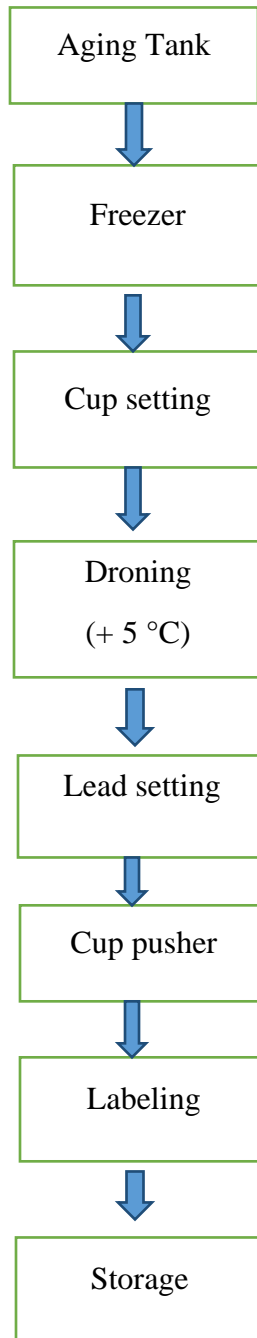 Aging Tank
Freezer
Cup setting
Droning
(+ 5 °C)
Lead setting
Cup pusher
Labeling
Storage